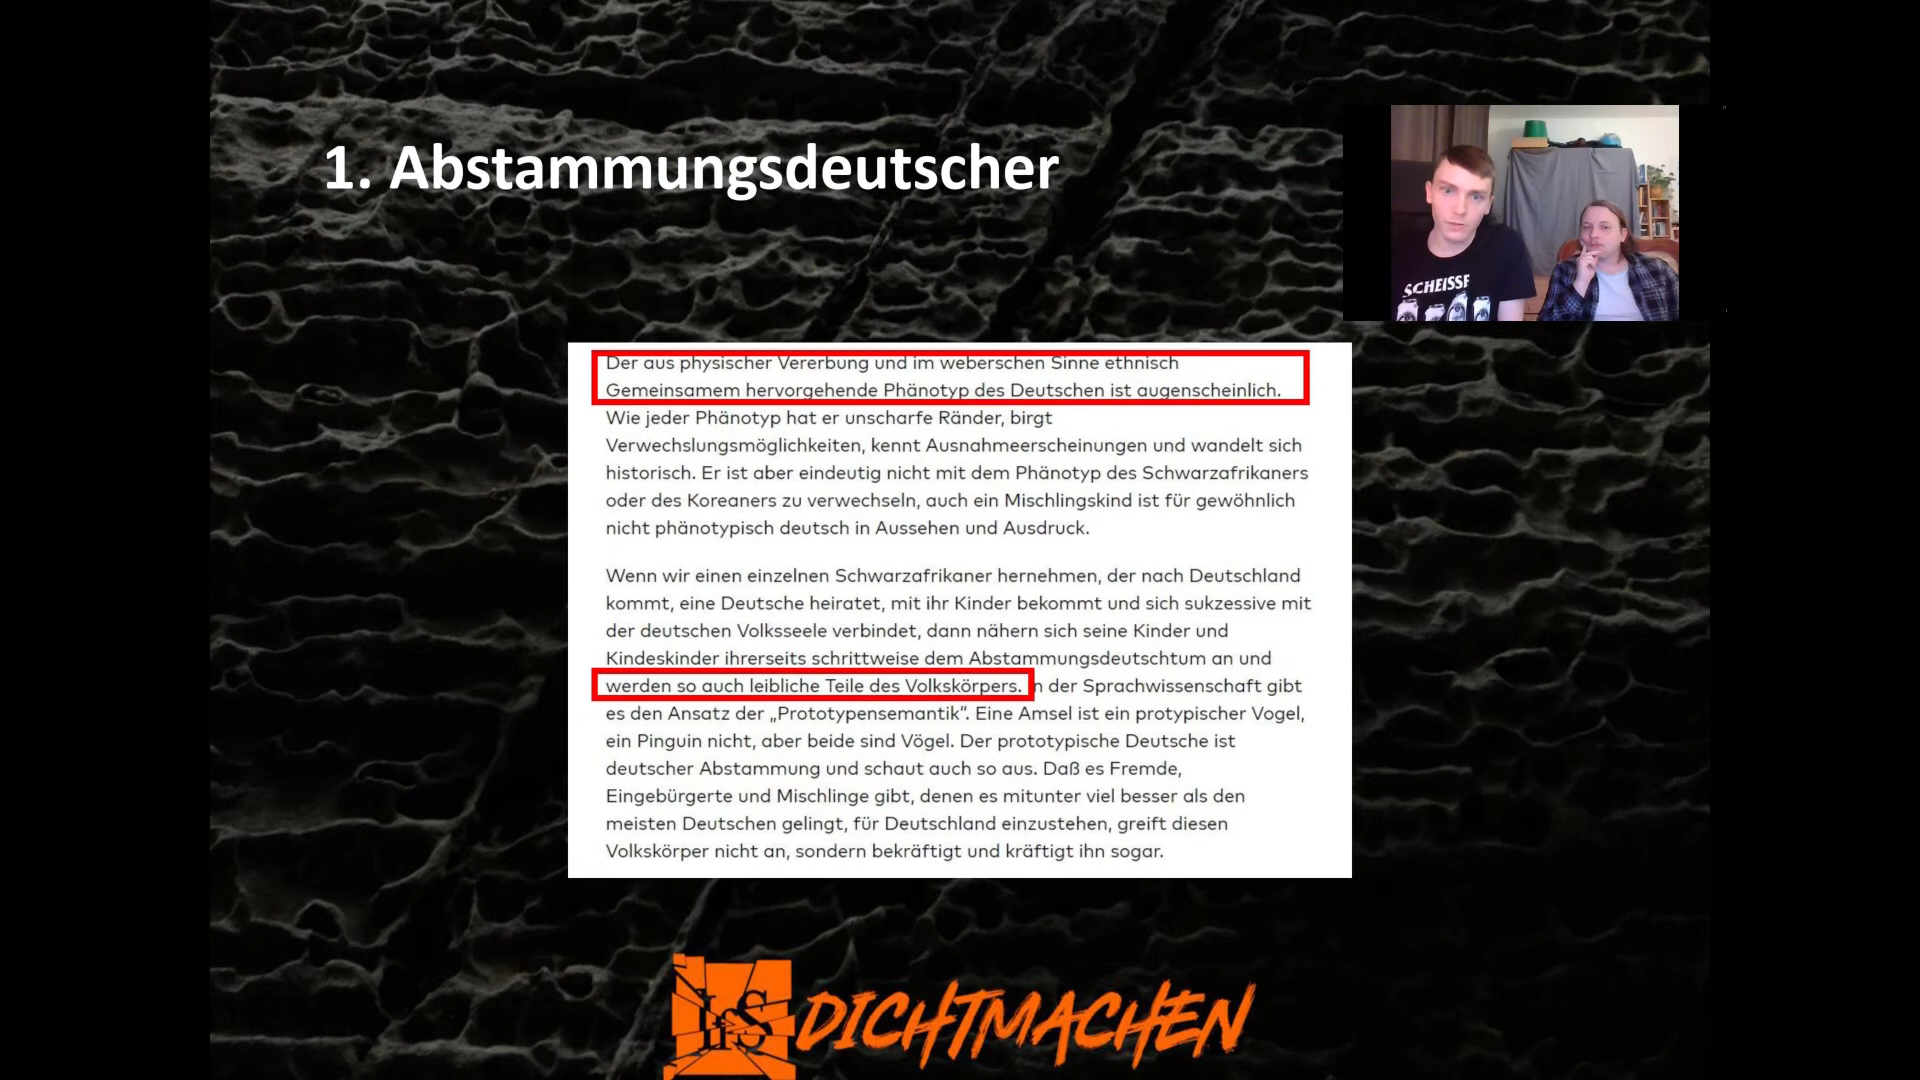 1. Abstammungsdeutscher
SCHEISSE
Der aus physischer Vererbung und im weberschen Sinne ethnisch
Gemeinsamem hervorgehende Phänotyp des Deutschen ist augenscheinlich.
Wie jeder Phänotyp hat er unscharfe Ränder, birgt
Verwechslungsmöglichkeiten, kennt Ausnahmeerscheinungen und wandelt sich
historisch. Er ist aber eindeutig nicht mit dem Phänotyp des Schwarzafrikaners
oder des Koreaners zu verwechseln, auch ein Mischlingskind ist für gewöhnlich
nicht phänotypisch deutsch in Aussehen und Ausdruck.
Wenn wir einen einzelnen Schwarzafrikaner hernehmen, der nach Deutschland
kommt, eine Deutsche heiratet, mit ihr Kinder bekommt und sich sukzessive mit
der deutschen Volksseele verbindet, dann nähern sich seine Kinder und
Kindeskinder ihrerseits schrittweise dem Abstammungsdeutschtum an und
werden so auch leibliche Teile des Volkskörpers. In der Sprachwissenschaft gibt
es den Ansatz der „Prototypensemantik“. Eine Amsel ist ein protypischer Vogel,
ein Pinguin nicht, aber beide sind Vögel. Der prototypische Deutsche ist
deutscher Abstammung und schaut auch so aus. Daß es Fremde,
Eingebürgerte und Mischlinge gibt, denen es mitunter viel besser als den
meisten Deutschen gelingt, für Deutschland einzustehen, greift diesen
Volkskörper nicht an, sondern bekräftigt und kräftigt ihn sogar.
IfS DICHTMACHEN